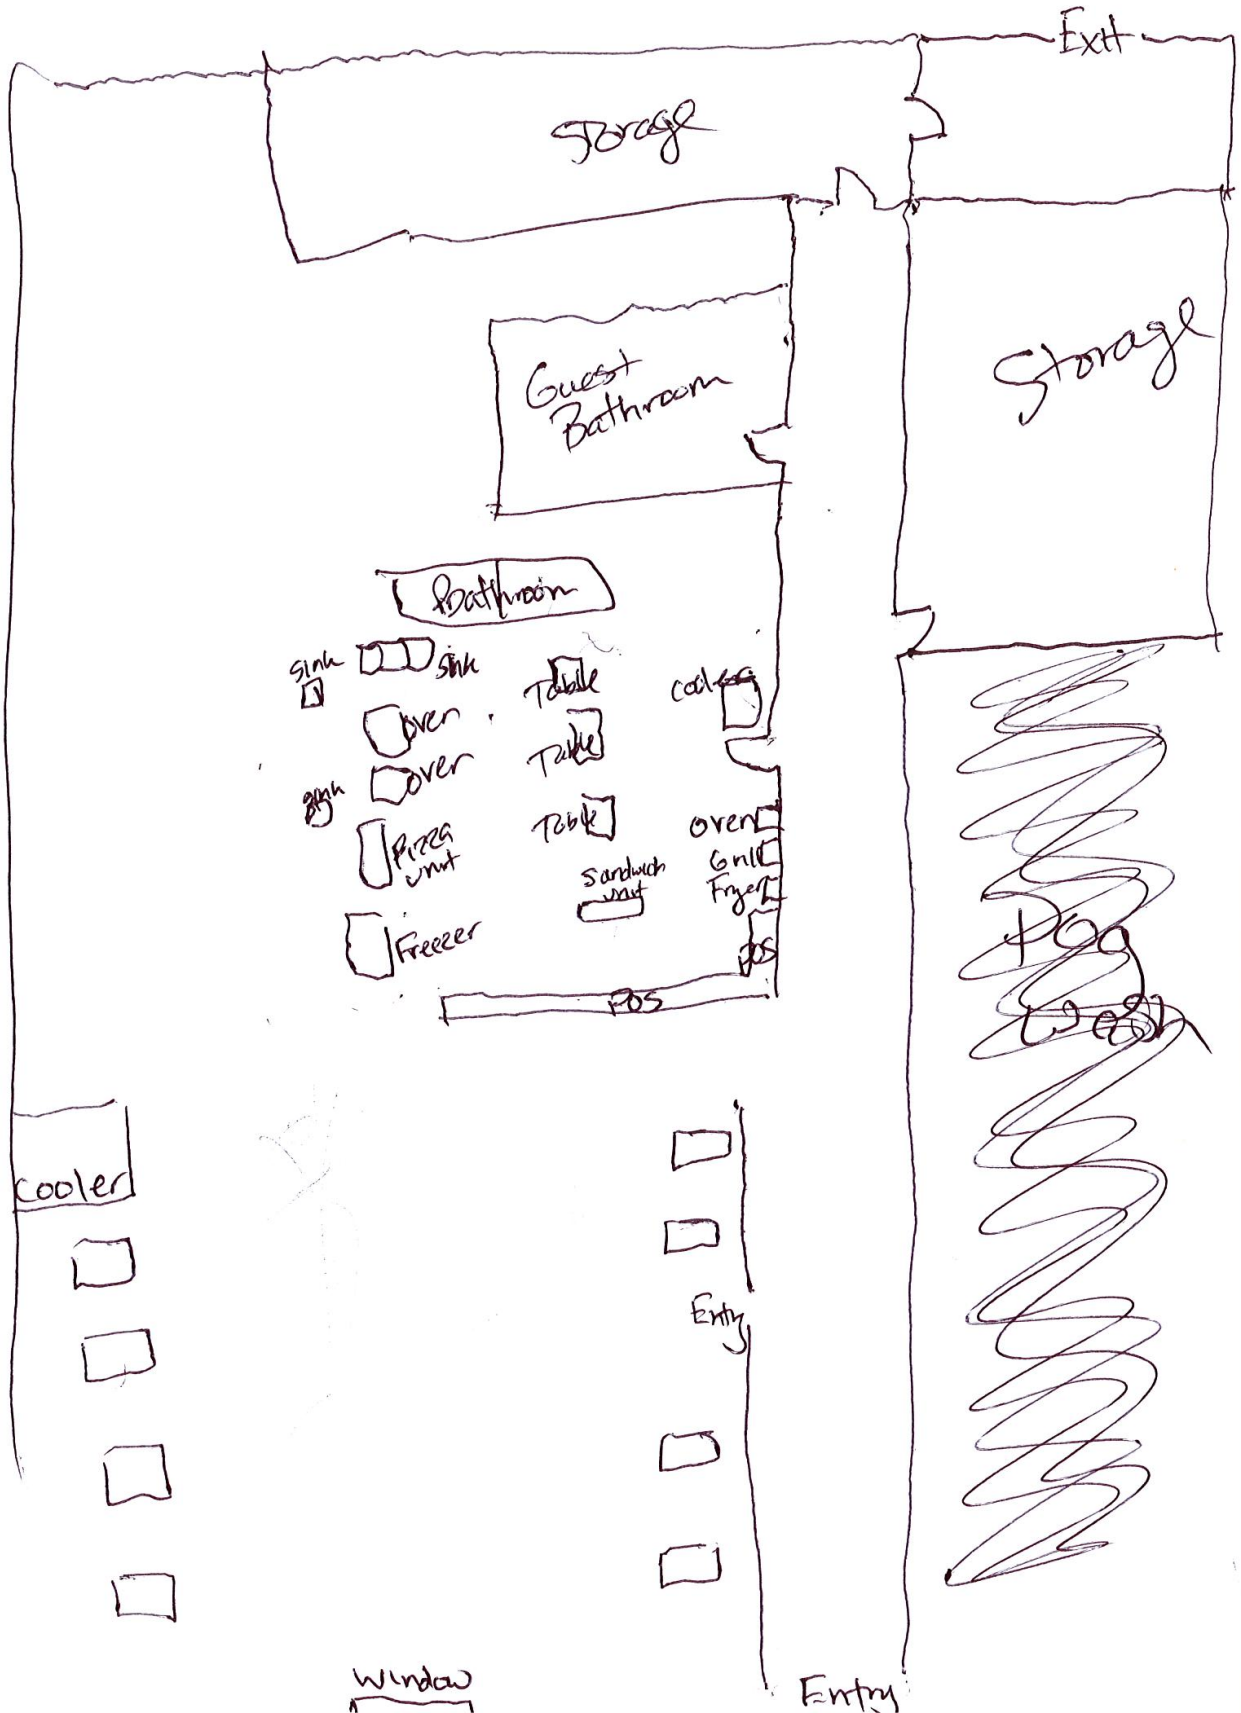 Exit
Storage
Storage
Guest
Bathroom
Bathroom
Sink
Sink
Table
Cooler
Oven
Table
Oven
Sink
Table
Oven
Pizza
unit
Grill
Sandwich
unit
Fryer
Freezer
POS
POS
Dog
Wash
Cooler
Entry
Window
Entry